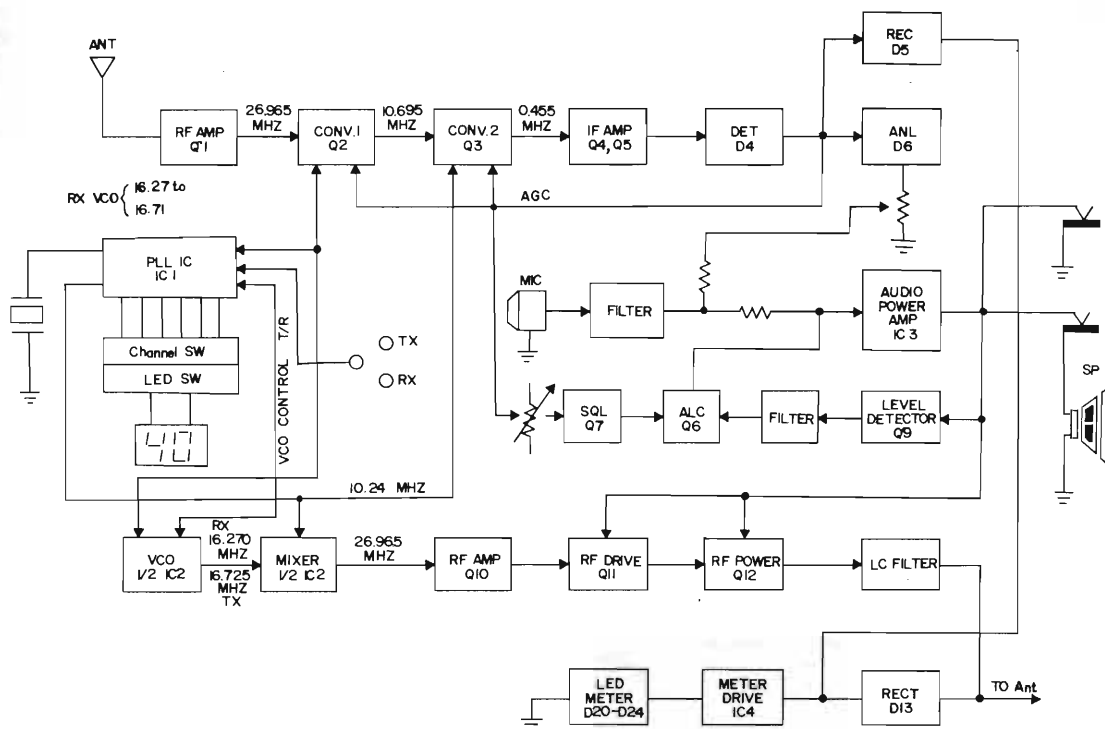 ANT
REC
D5
RF AMP
Q1
26.965
MHZ
CONV.1
Q2
10.695
MHZ
CONV.2
Q3
0.455
MHZ
IF AMP
Q4, Q5
DET
D4
ANL
D6
RX VCO { 16.27 to
16.71
AGC
PLL IC
IC 1
MIC
FILTER
AUDIO
POWER
AMP
IC 3
Channel SW
LED SW
40
VCO CONTROL T/R
TX
RX
SQL
Q7
ALC
Q6
FILTER
LEVEL
DETECTOR
Q9
SP
10.24 MHZ
VCO
1/2 IC2
RX
16.270
MHZ
16.725
MHZ
TX
MIXER
1/2 IC2
26.965
MHZ
RF AMP
Q10
RF DRIVE
Q11
RF POWER
Q12
LC FILTER
LED
METER
D20-D24
METER
DRIVE
IC4
RECT
D13
TO Ant